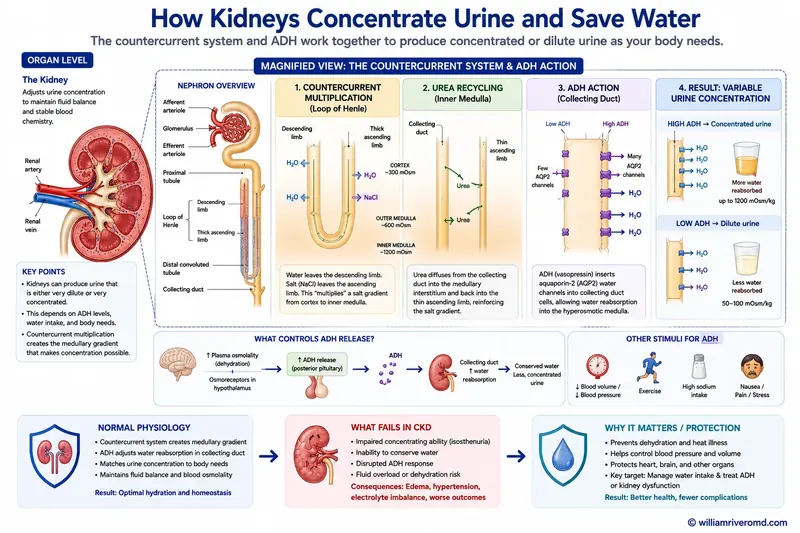 How Kidneys Concentrate Urine and Save Water
The countercurrent system and ADH work together to produce concentrated or dilute urine as your body needs.
ORGAN LEVEL
The Kidney
Adjusts urine concentration
to maintain fluid balance
and stable blood
chemistry.
Renal
artery
Renal
vein
KEY POINTS
• Kidneys can produce urine that
is either very dilute or very
concentrated.
• This depends on ADH levels,
water intake, and body needs.
• Countercurrent multiplication
creates the medullary gradient
that makes concentration possible.
MAGNIFIED VIEW: THE COUNTERCURRENT SYSTEM & ADH ACTION
NEPHRON OVERVIEW
Afferent
arteriole
Glomerulus
Efferent
arteriole
Proximal
tubule
Descending
limb
Loop of
Henle
Thick ascending
limb
Distal convoluted
tubule
Collecting duct
1. COUNTERCURRENT
MULTIPLICATION
(Loop of Henle)
Descending
limb
Thick
ascending
limb
H₂O
H₂O
H₂O
NaCl
CORTEX
~300 mOsm
OUTER MEDULLA
~600 mOsm
INNER MEDULLA
~1200 mOsm
Water leaves the descending limb.
Salt (NaCl) leaves the ascending
limb. This "multiplies" a salt gradient
from cortex to inner medulla.
2. UREA RECYCLING
(Inner Medulla)
Collecting
duct
Thin
ascending
limb
Urea
Urea
Urea diffuses from the collecting
duct into the medullary
interstitium and back into the
thin ascending limb, reinforcing
the salt gradient.
3. ADH ACTION
(Collecting Duct)
Low ADH
High ADH
Few
AQP2
channels
Many
AQP2
channels
H₂O
H₂O
H₂O
ADH (vasopressin) inserts
aquaporin-2 (AQP2) water
channels into collecting duct
cells, allowing water reabsorption
into the hyperosmotic medulla.
4. RESULT: VARIABLE
URINE CONCENTRATION
HIGH ADH → Concentrated urine
H₂O
H₂O
H₂O
H₂O
More water
reabsorbed
up to 1200 mOsm/kg
LOW ADH → Dilute urine
H₂O
H₂O
H₂O
Less water
reabsorbed
50–100 mOsm/kg
WHAT CONTROLS ADH RELEASE?
↑ Plasma osmolality
(dehydration)
Osmoreceptors in
hypothalamus
↑ ADH release
(posterior pituitary)
ADH
Collecting duct
↑ water
reabsorption
Conserved water
Less, concentrated
urine
OTHER STIMULI FOR ADH
↓ Blood volume /
↓ Blood pressure
Exercise
High sodium
intake
Nausea /
Pain / Stress
NORMAL PHYSIOLOGY
• Countercurrent system creates medullary gradient
• ADH adjusts water reabsorption in collecting duct
• Matches urine concentration to body needs
• Maintains fluid balance and blood osmolality
Result: Optimal hydration and homeostasis
WHAT FAILS IN CKD
• Impaired concentrating ability (isosthenuria)
• Inability to conserve water
• Disrupted ADH response
• Fluid overload or dehydration risk
Consequences: Edema, hypertension,
electrolyte imbalance, worse outcomes
WHY IT MATTERS / PROTECTION
• Prevents dehydration and heat illness
• Helps control blood pressure and volume
• Protects heart, brain, and other organs
• Key target: Manage water intake & treat ADH
or kidney dysfunction
Result: Better health, fewer complications
© williamriveromd.com